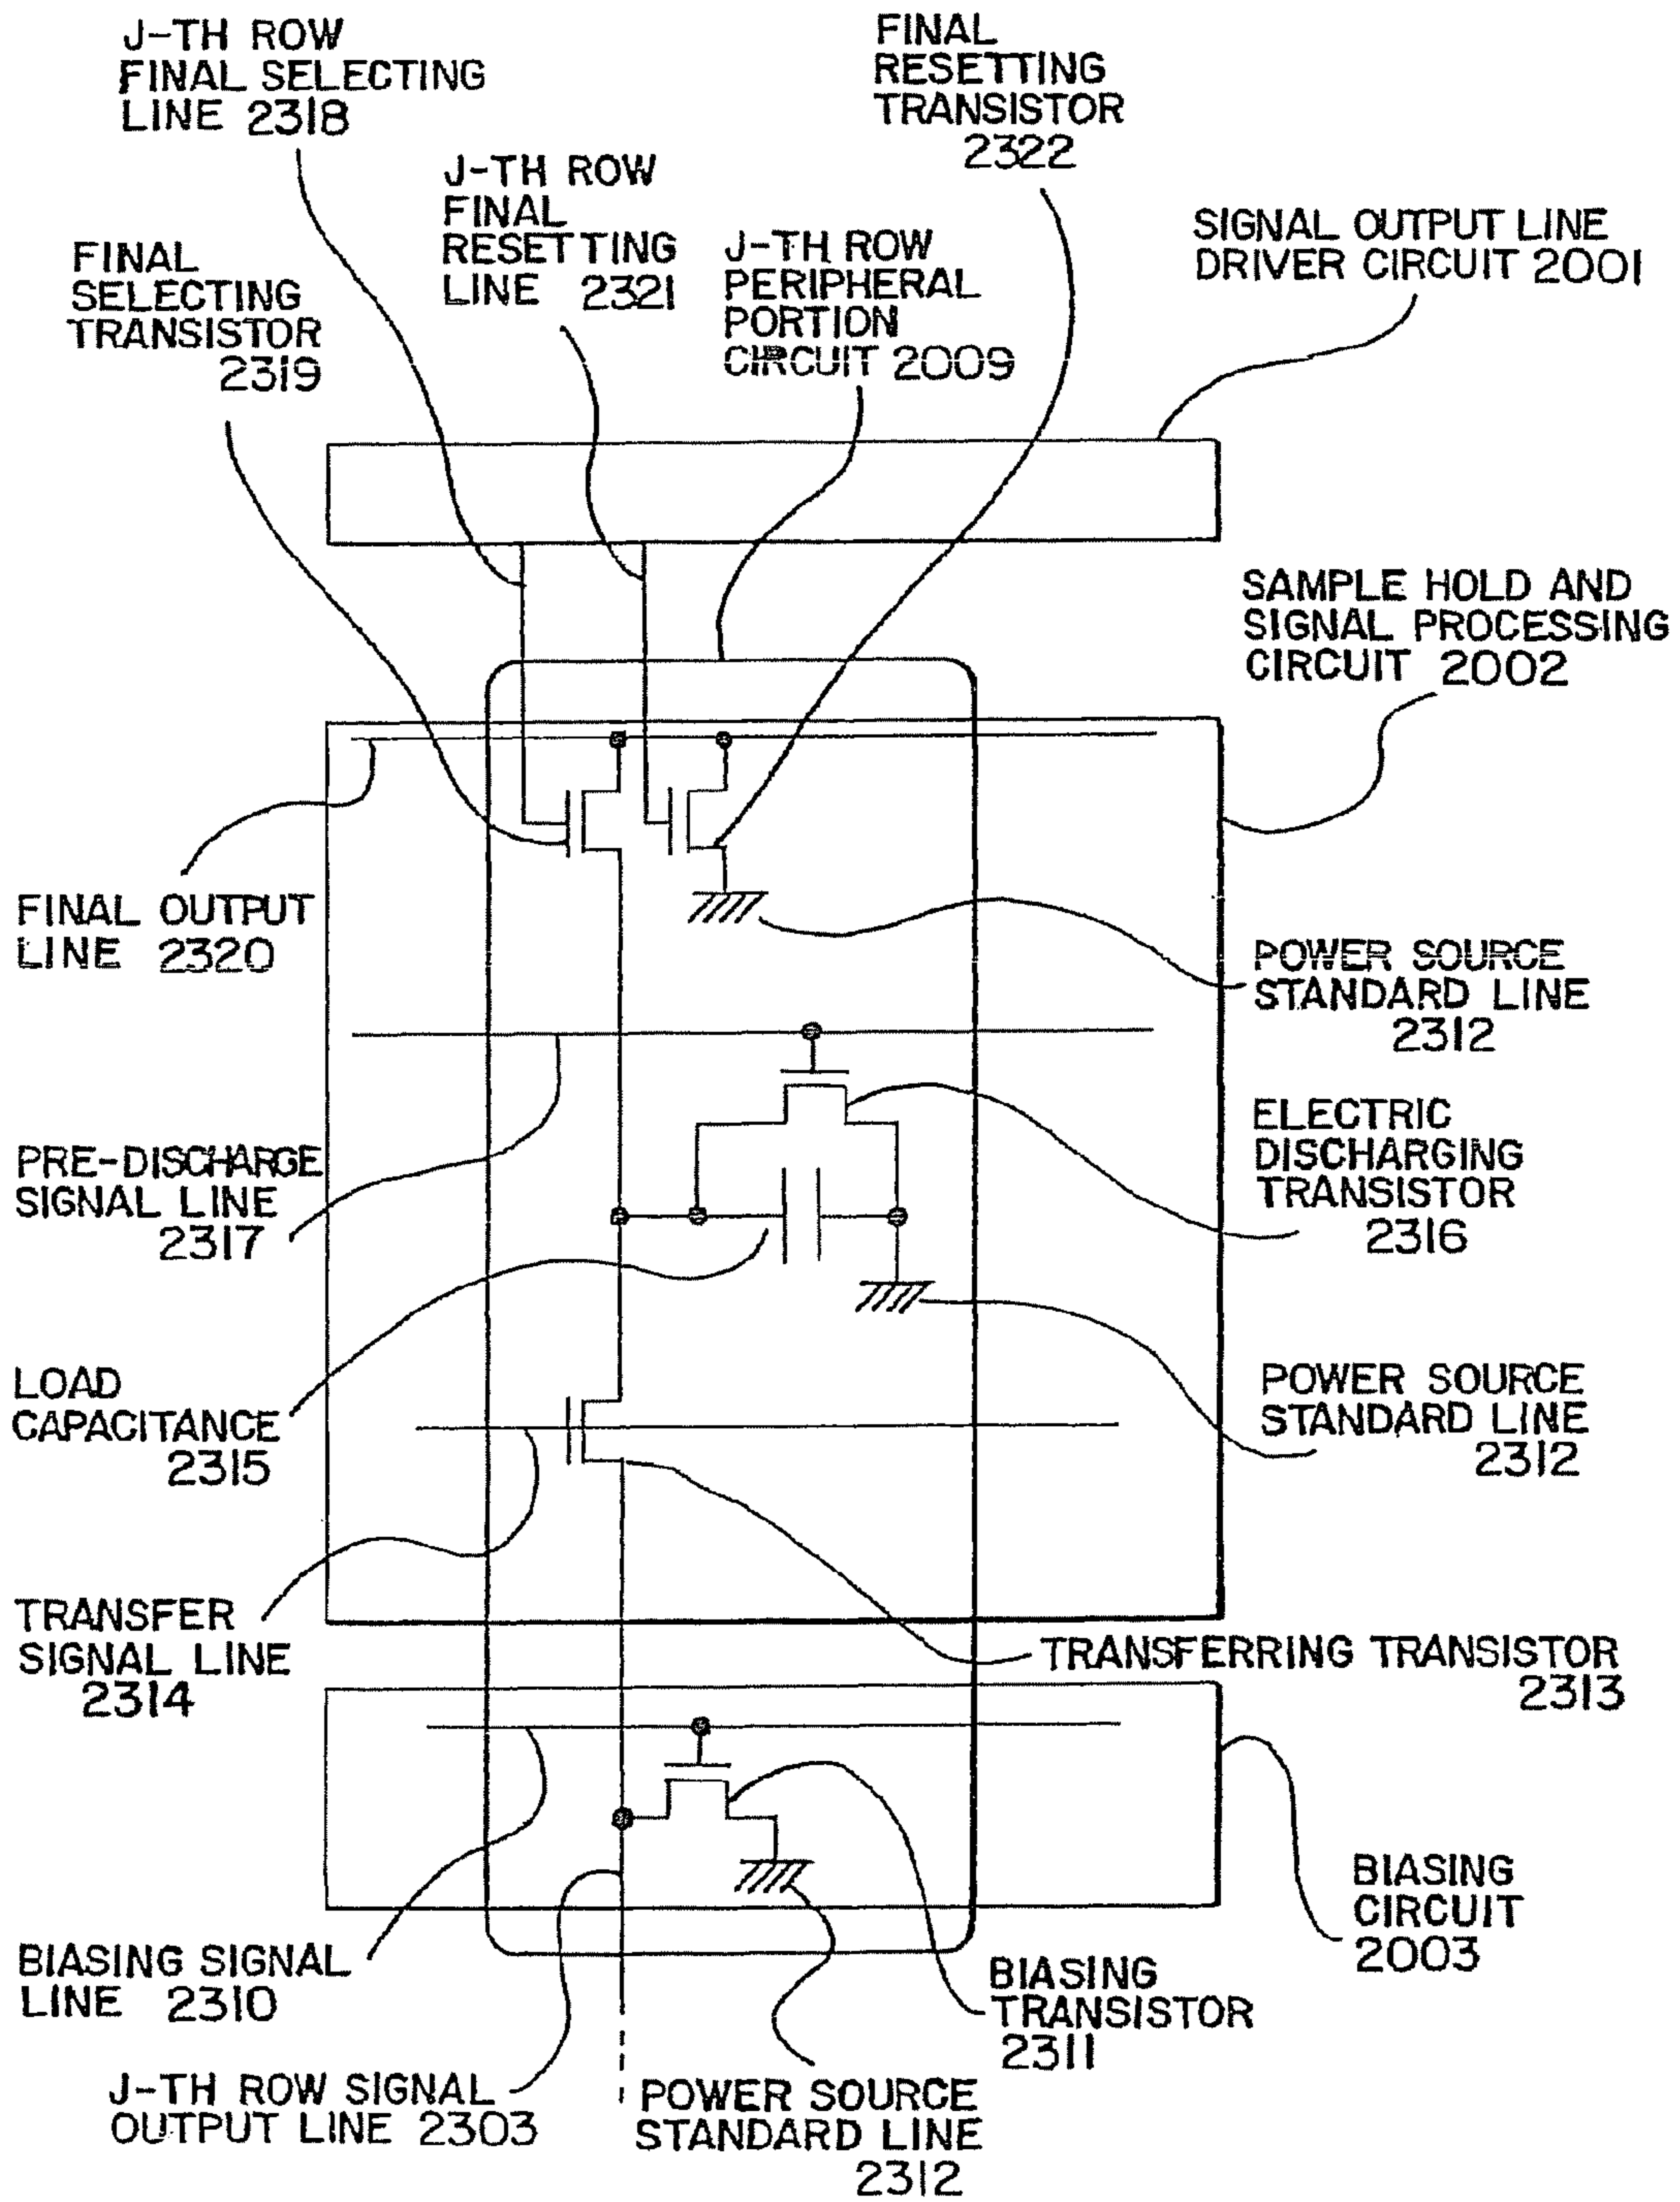 J-TH ROW
FINAL SELECTING
LINE 2318
FINAL
RESETTING
TRANSISTOR
2322
J-TH ROW
FINAL
RESETTING
LINE 2321
SIGNAL OUTPUT LINE
DRIVER CIRCUIT 2001
FINAL
SELECTING
TRANSISTOR
2319
J-TH ROW
PERIPHERAL
PORTION
CIRCUIT 2009
SAMPLE HOLD AND
SIGNAL PROCESSING
CIRCUIT 2002
FINAL OUTPUT
LINE 2320
POWER SOURCE
STANDARD LINE
2312
PRE-DISCHARGE
SIGNAL LINE
2317
ELECTRIC
DISCHARGING
TRANSISTOR
2316
LOAD
CAPACITANCE
2315
POWER SOURCE
STANDARD LINE
2312
TRANSFER
SIGNAL LINE
2314
TRANSFERRING TRANSISTOR
2313
BIASING
CIRCUIT
2003
BIASING SIGNAL
LINE 2310
BIASING
TRANSISTOR
2311
J-TH ROW SIGNAL
OUTPUT LINE 2303
POWER SOURCE
STANDARD LINE
2312